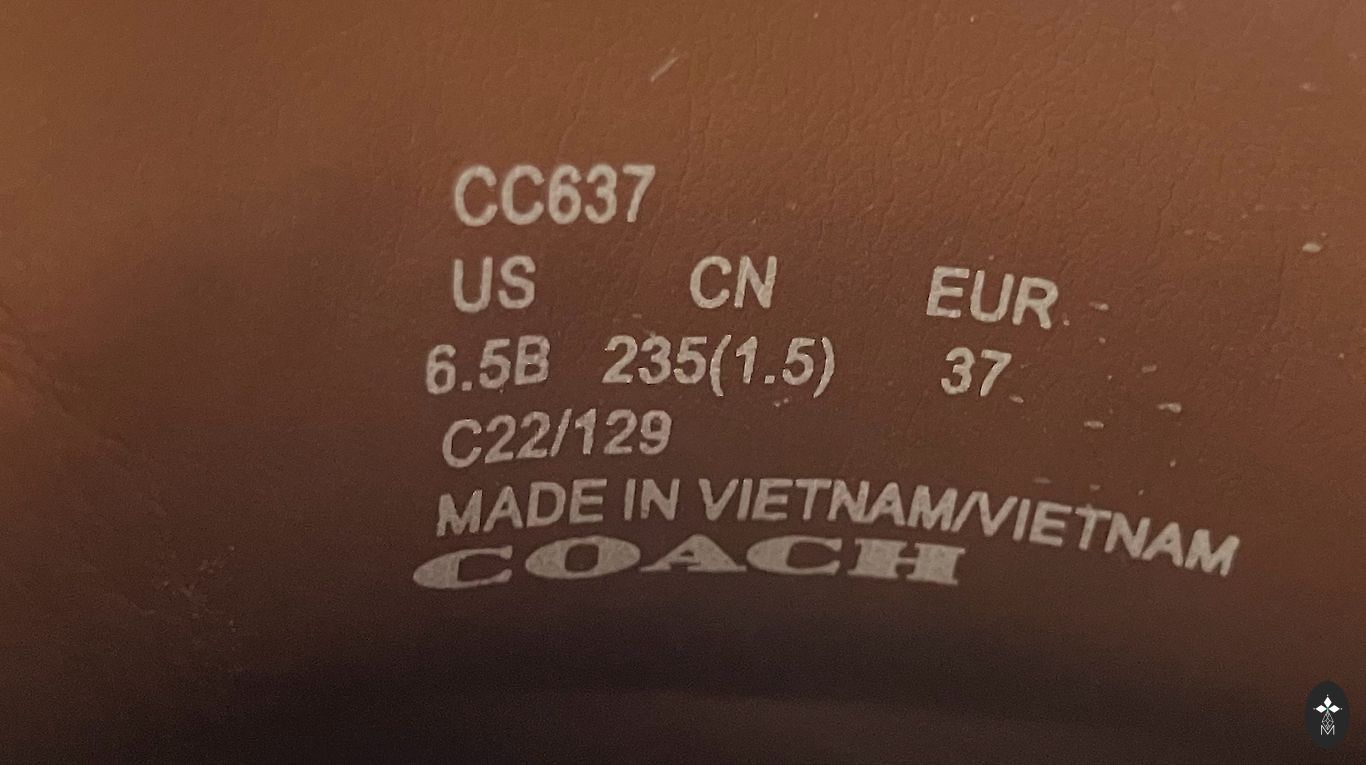 CC637
US CN EUR
6.5B 235(1.5) 37
C22/129
MADE IN VIETNAM/VIETNAM
COACH
M